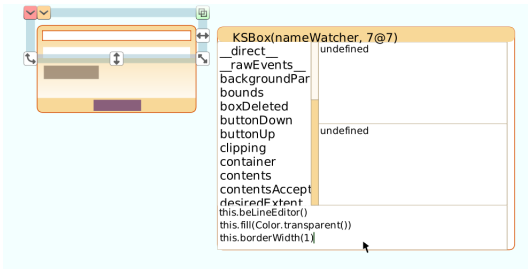 KSBox(nameWatcher, 7@7)
__direct__
__rawEvents__
backgroundPar
bounds
boxDeleted
buttonDown
buttonUp
clipping
container
contents
contentsAccept
desiredExtent
undefined
undefined
this.beLineEditor()
this.fill(Color.transparent())
this.borderWidth(1)